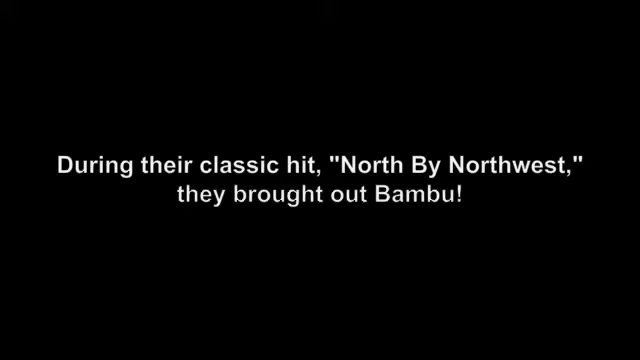 During their classic hit, "North By Northwest,"
they brought out Bambu!